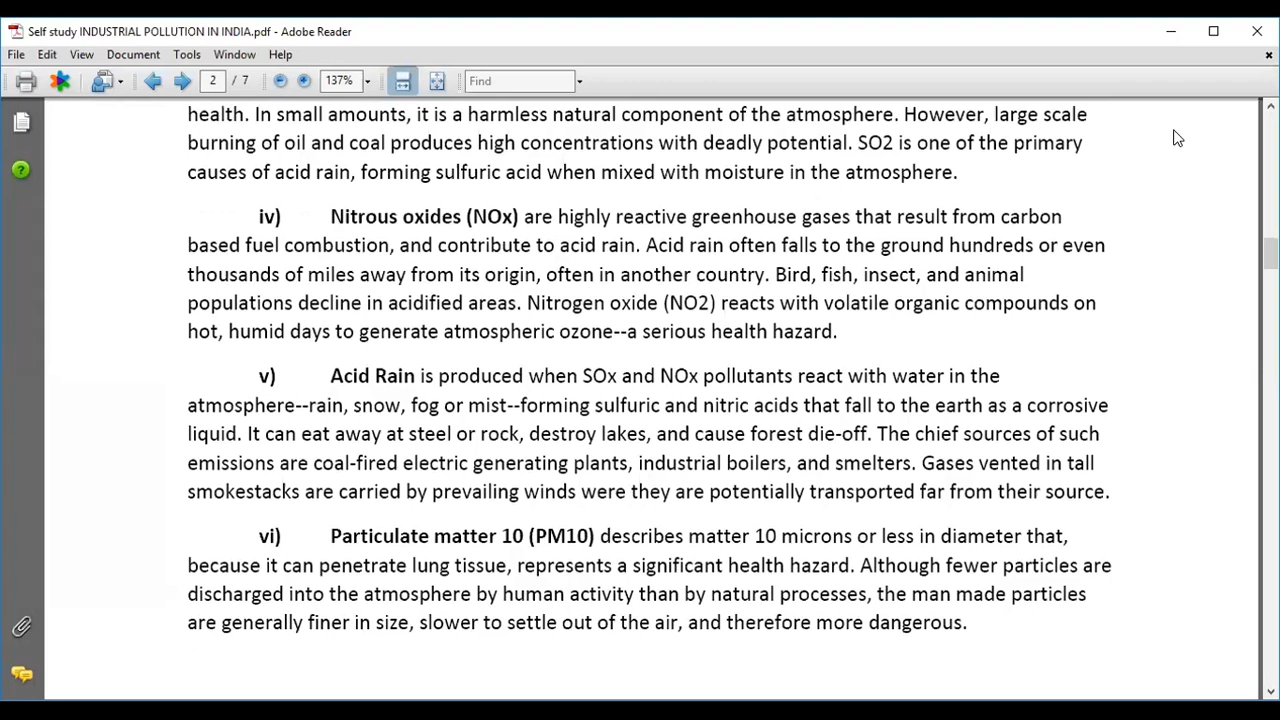 Self study INDUSTRIAL POLLUTION IN INDIA.pdf - Adobe Reader
File Edit View Document Tools Window Help
2 / 7 137% Find
health. In small amounts, it is a harmless natural component of the atmosphere. However, large scale
burning of oil and coal produces high concentrations with deadly potential. SO2 is one of the primary
causes of acid rain, forming sulfuric acid when mixed with moisture in the atmosphere.
iv) Nitrous oxides (NOx) are highly reactive greenhouse gases that result from carbon
based fuel combustion, and contribute to acid rain. Acid rain often falls to the ground hundreds or even
thousands of miles away from its origin, often in another country. Bird, fish, insect, and animal
populations decline in acidified areas. Nitrogen oxide (NO2) reacts with volatile organic compounds on
hot, humid days to generate atmospheric ozone--a serious health hazard.
v) Acid Rain is produced when SOx and NOx pollutants react with water in the
atmosphere--rain, snow, fog or mist--forming sulfuric and nitric acids that fall to the earth as a corrosive
liquid. It can eat away at steel or rock, destroy lakes, and cause forest die-off. The chief sources of such
emissions are coal-fired electric generating plants, industrial boilers, and smelters. Gases vented in tall
smokestacks are carried by prevailing winds were they are potentially transported far from their source.
vi) Particulate matter 10 (PM10) describes matter 10 microns or less in diameter that,
because it can penetrate lung tissue, represents a significant health hazard. Although fewer particles are
discharged into the atmosphere by human activity than by natural processes, the man made particles
are generally finer in size, slower to settle out of the air, and therefore more dangerous.